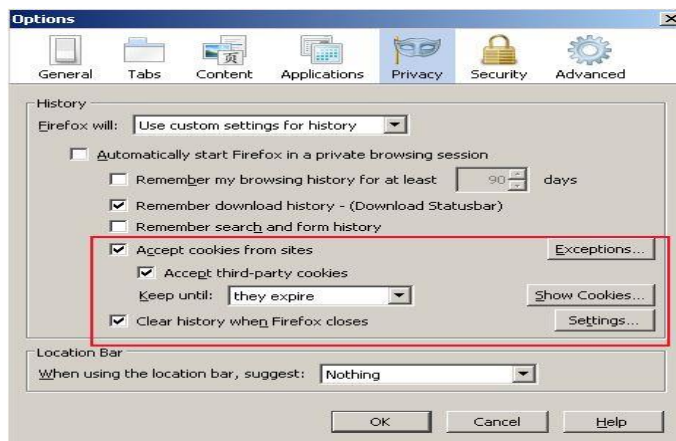 Options
General Tabs Content Applications Privacy Security Advanced
History
Firefox will: Use custom settings for history
Automatically start Firefox in a private browsing session
Remember my browsing history for at least 90 days
Remember download history - (Download Statusbar)
Remember search and form history
Accept cookies from sites Exceptions...
Accept third-party cookies
Keep until: they expire Show Cookies...
Clear history when Firefox closes Settings...
Location Bar
When using the location bar, suggest: Nothing
OK Cancel Help